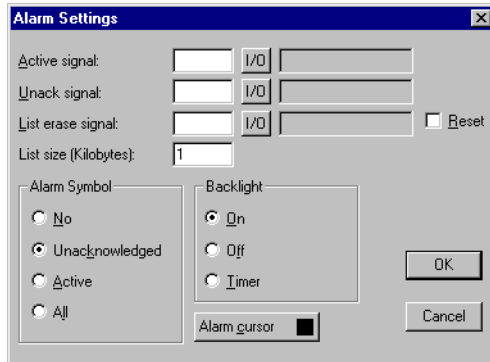 Alarm Settings
Active signal: I/O
Unack signal: I/O
List erase signal: I/O Reset
List size (Kilobytes): 1
Alarm Symbol
No
Unacknowledged
Active
All
Backlight
On
Off
Timer
Alarm cursor
OK
Cancel